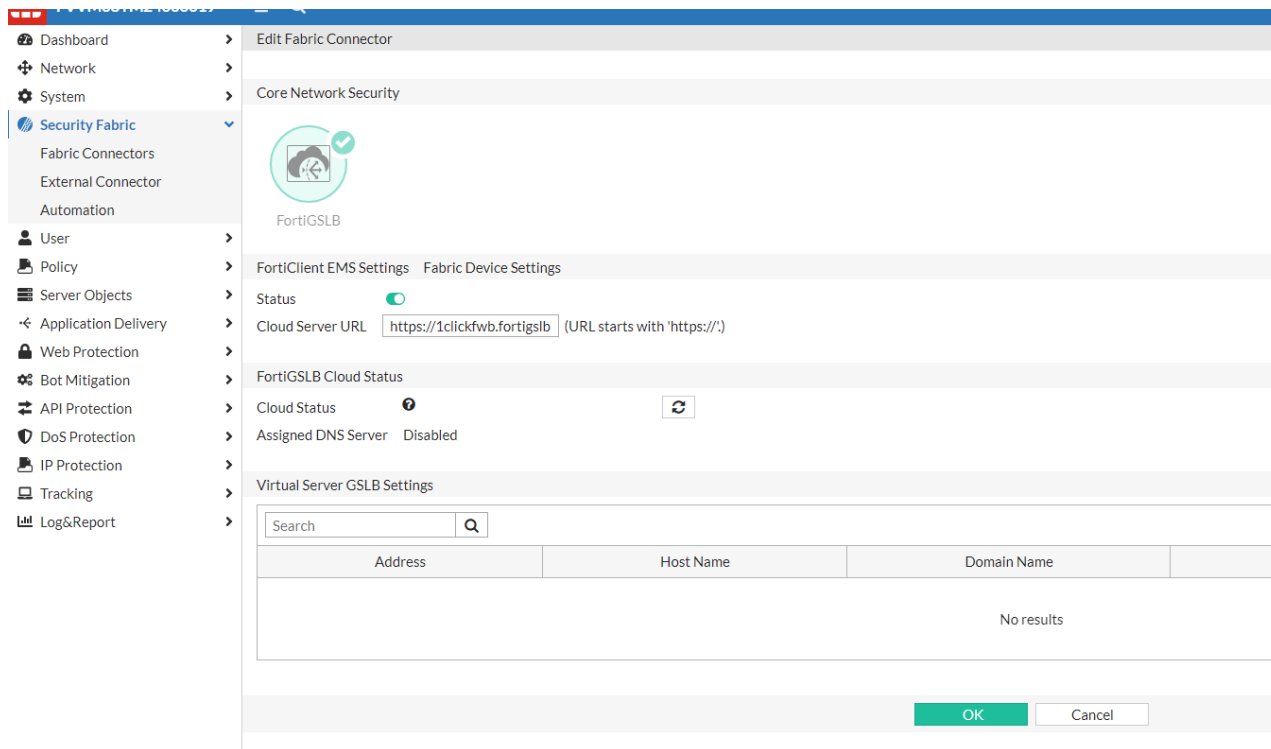 Edit Fabric Connector
Dashboard
Network
System
Security Fabric
Fabric Connectors
External Connector
Automation
User
Policy
Server Objects
Application Delivery
Web Protection
Bot Mitigation
API Protection
DoS Protection
IP Protection
Tracking
Log&Report
Core Network Security
FortiGSLB
FortiClient EMS Settings Fabric Device Settings
Status
Cloud Server URL https://1clickfwb.fortigslb (URL starts with 'https://'.)
FortiGSLB Cloud Status
Cloud Status
Assigned DNS Server Disabled
Virtual Server GSLB Settings
Search
Address Host Name Domain Name
No results
OK Cancel